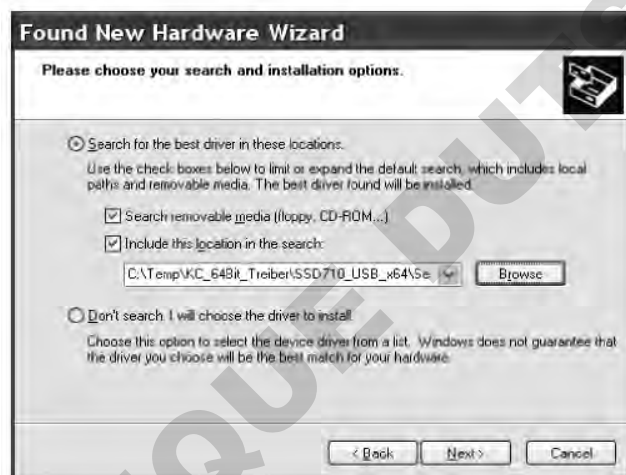 Found New Hardware Wizard
Please choose your search and installation options.
Search for the best driver in these locations.
Use the check boxes below to limit or expand the default search, which includes local
paths and removable media. The best driver found will be installed.
Search removable media (floppy, CD-ROM...)
Include this location in the search:
C:\Temp\KC_64Bit_Treiber\SSD710_USB_x64\Se
Browse
Don't search. I will choose the driver to install.
Choose this option to select the device driver from a list. Windows does not guarantee that
the driver you choose will be the best match for your hardware.
< Back
Next >
Cancel
QUE DUT